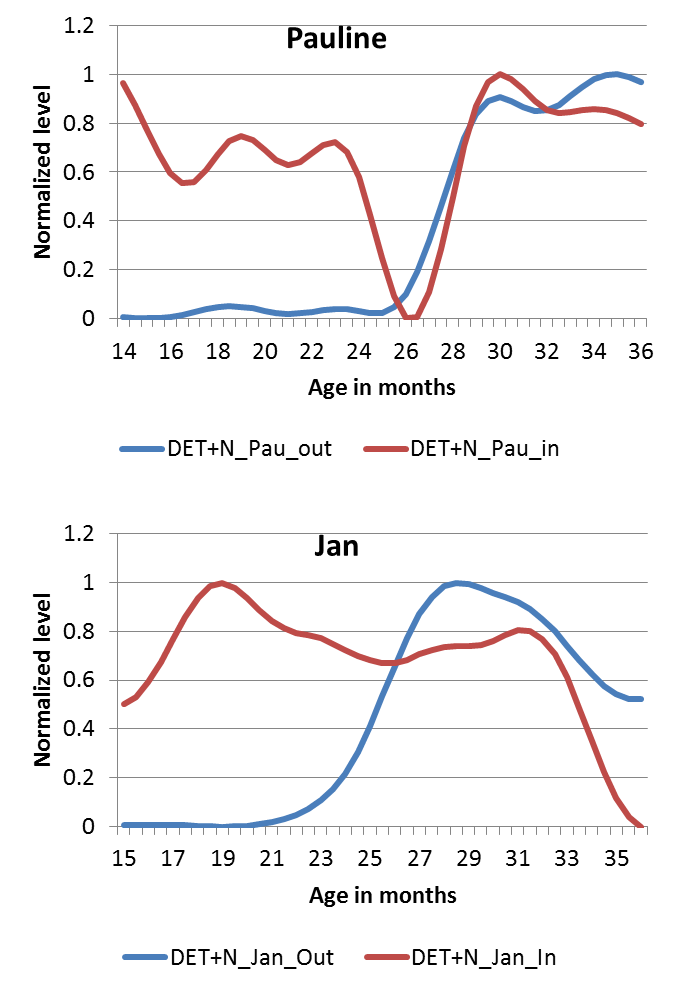 Pauline
Normalized level
1.2
1
0.8
0.6
0.4
0.2
0
14 16 18 20 22 24 26 28 30 32 34 36
Age in months
DET+N_Pau_out DET+N_Pau_in
Jan
Normalized level
1.2
1
0.8
0.6
0.4
0.2
0
15 17 19 21 23 25 27 29 31 33 35
Age in months
DET+N_Jan_Out DET+N_Jan_In